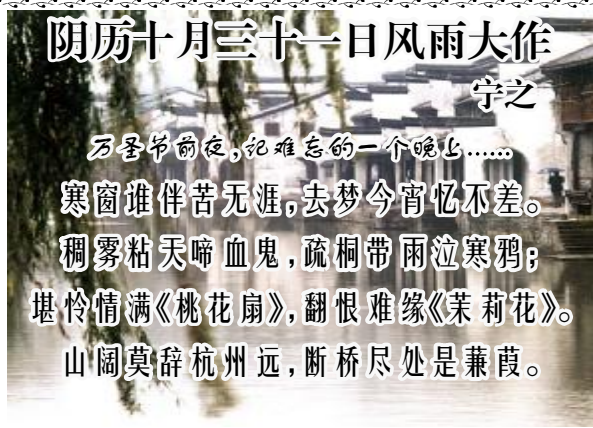 阴历十月三十一日风雨大作
宁之
万圣节前夜,记难忘的一个晚上……
寒窗谁伴苦无涯,去梦今宵忆不差。
稠雾粘天啼血鬼,疏桐带雨泣寒鸦;
堪怜情满《桃花扇》,翻恨难缘《茉莉花》。
山阔莫辞杭州远,断桥尽处是蒹葭。